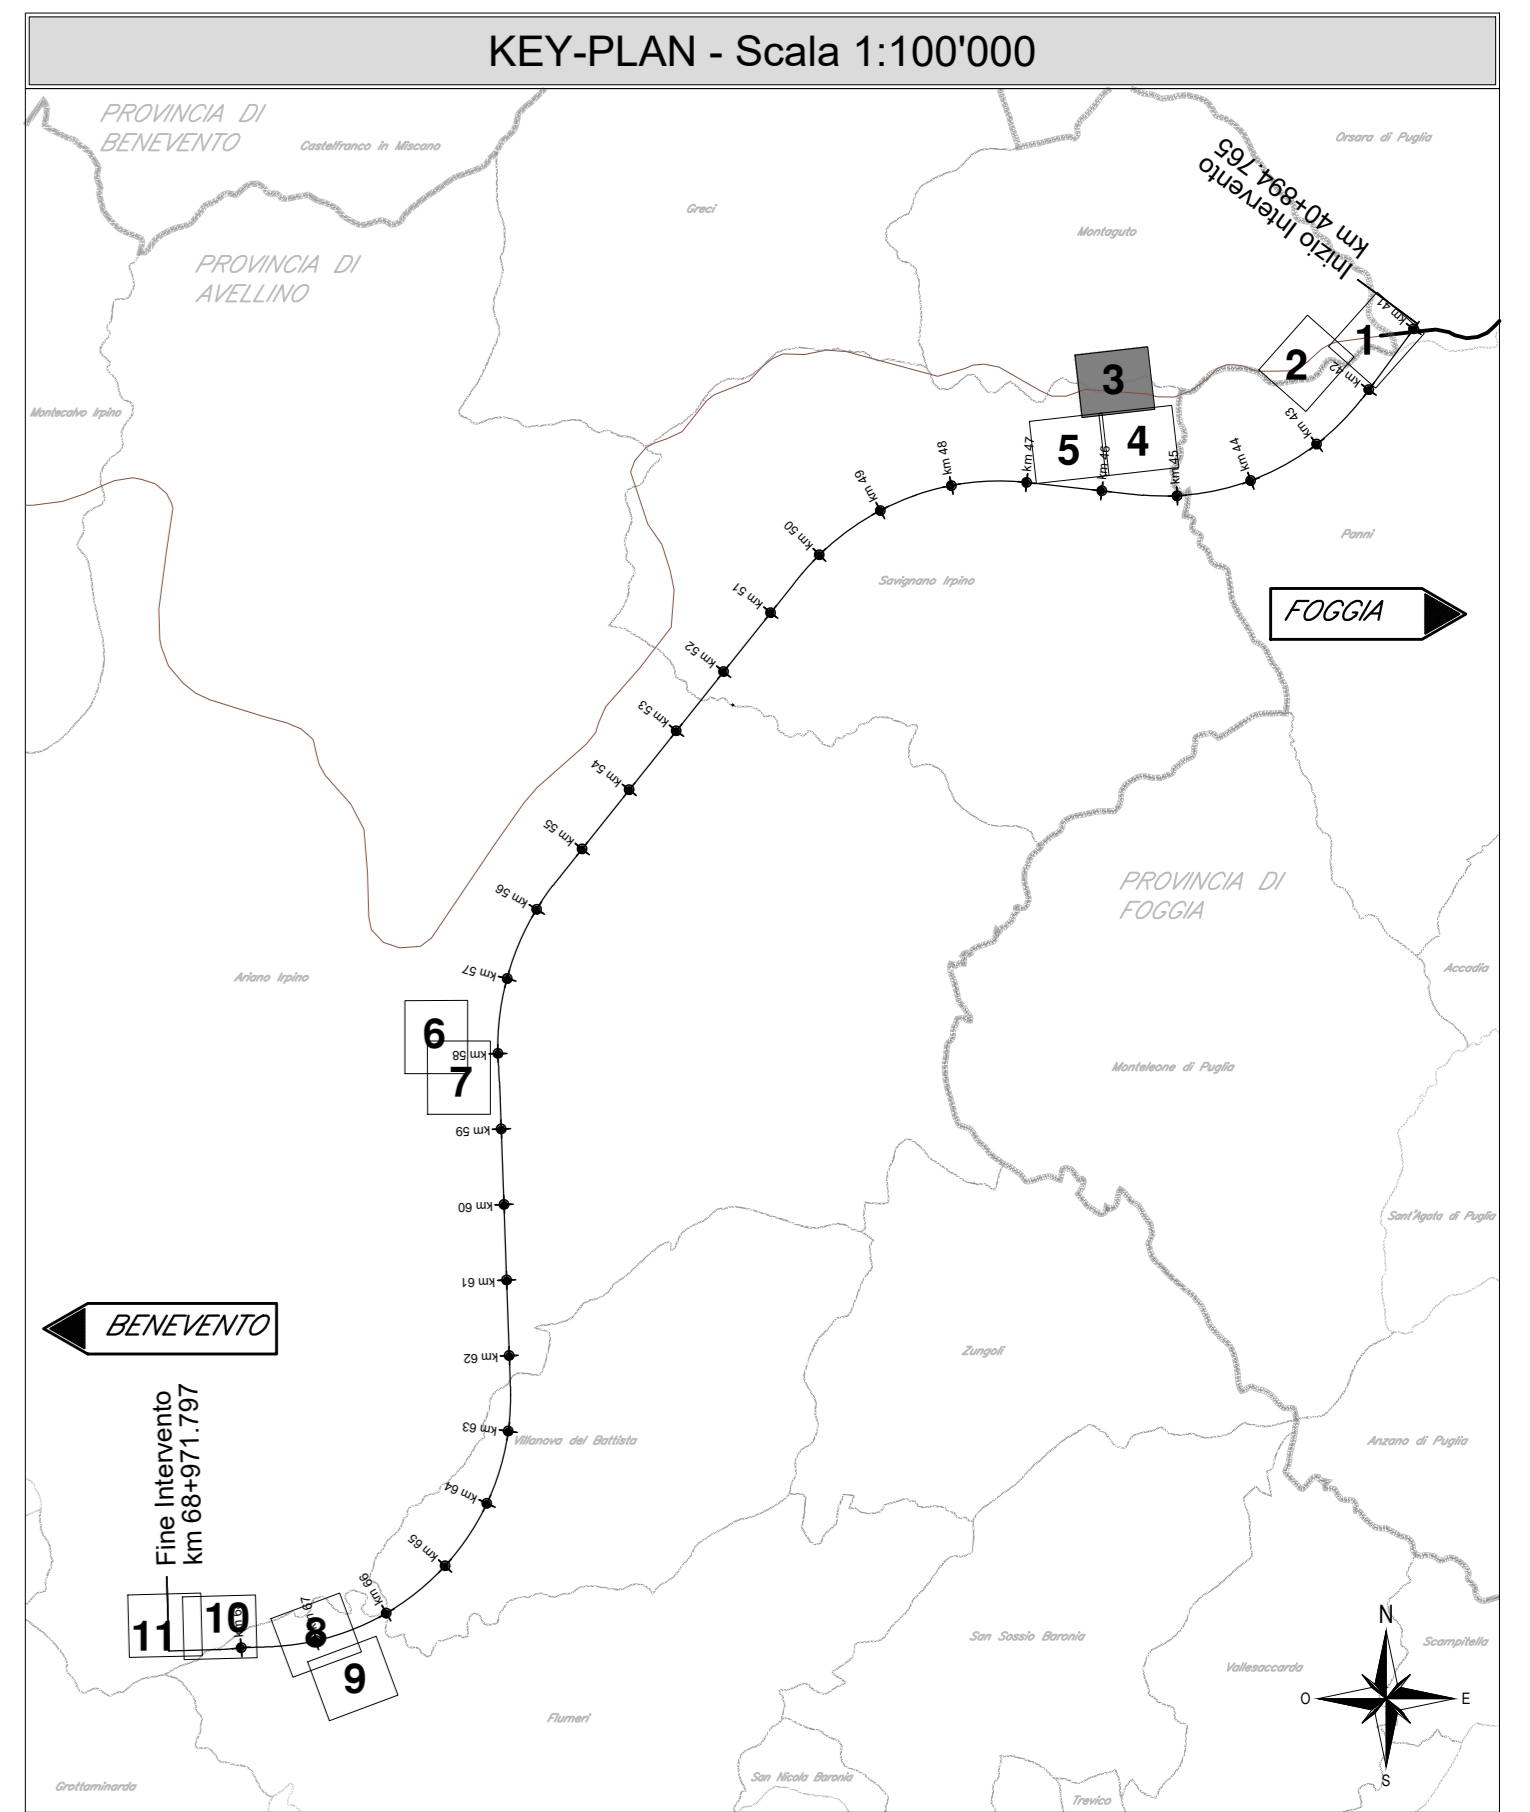 KEY-PLAN - Scala 1:100'000
PROVINCIA DI
BENEVENTO
Castelfranco in Miscano
Orsara di Puglia
Greci
Montaguto
Inizio Intervento
km 40+894.765
PROVINCIA DI
AVELLINO
km 41
1
2
km 42
3
Montecalvo Irpino
km 43
5
4
km 44
km 45
km 46
km 47
km 48
km 49
km 50
Panni
Savignano Irpino
km 51
FOGGIA
km 52
km 53
km 54
km 55
km 56
PROVINCIA DI
FOGGIA
Accadia
Ariano Irpino
km 57
6
km 58
7
Monteleone di Puglia
km 59
km 60
Sant'Agata di Puglia
km 61
BENEVENTO
km 62
Zungoli
km 63
Villanova del Battista
Anzano di Puglia
Fine Intervento
km 68+971.797
km 64
km 65
km 66
11
10
8
67
9
San Sossio Baronia
Vallesaccarda
Scampitella
N
O
E
S
Flumeri
San Nicola Baronia
Grottaminarda
Trevico